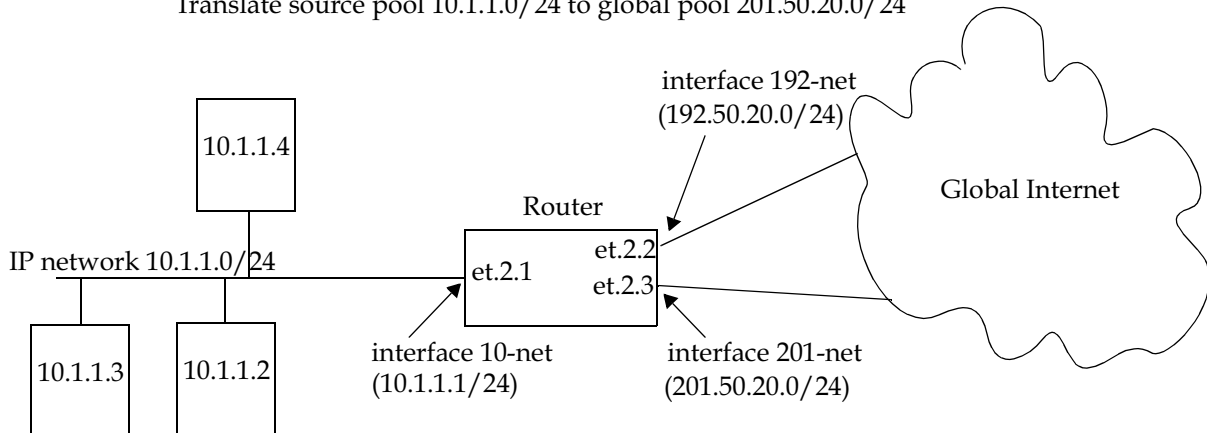 Translate source pool 10.1.1.0/24 to global pool 201.50.20.0/24
interface 192-net
(192.50.20.0/24)
10.1.1.4
Global Internet
Router
IP network 10.1.1.0/24
et.2.1
et.2.2
et.2.3
10.1.1.3
10.1.1.2
interface 10-net
(10.1.1.1/24)
interface 201-net
(201.50.20.0/24)